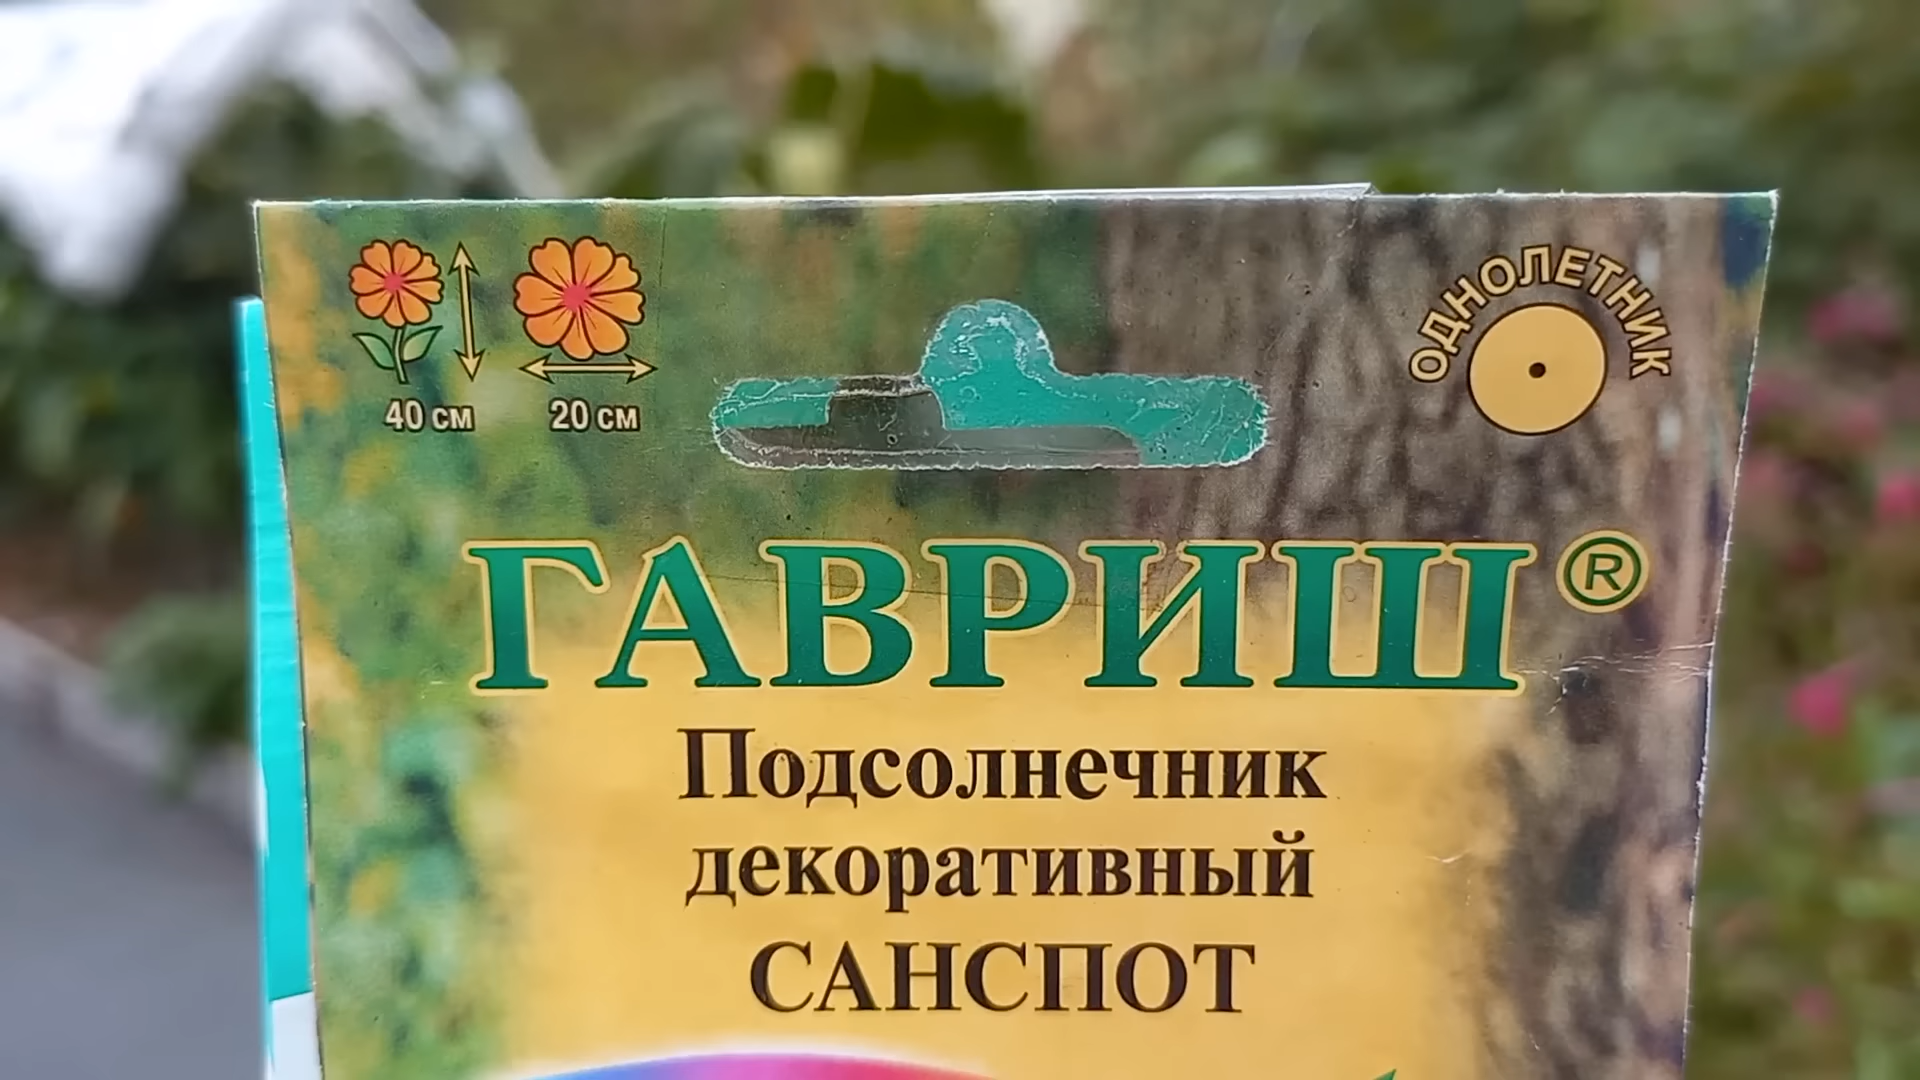 40 см 20 см
ОДНОЛЕТНИК
ГАВРИШ®
Подсолнечник
декоративный
САНСПОТ